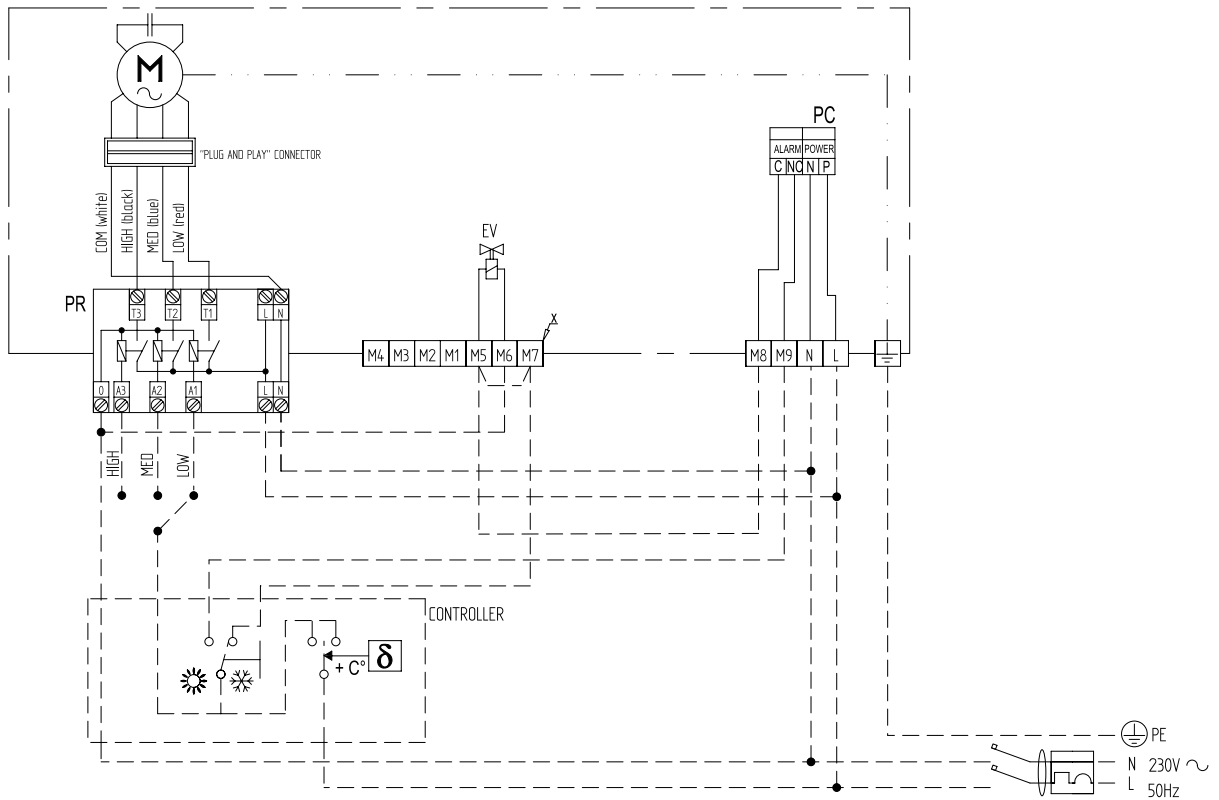 M
PC
"PLUG AND PLAY" CONNECTOR
ALARM POWER
C NC N P
COM (white)
HIGH (black)
MED (blue)
LOW (red)
EV
PR
T3 T2 T1 L N
X
M4 M3 M2 M1 M5 M6 M7
M8 M9 N L
0 A3 A2 A1 L N
HIGH
MED
LOW
CONTROLLER
+ C° δ
PE
N 230V
L 50Hz